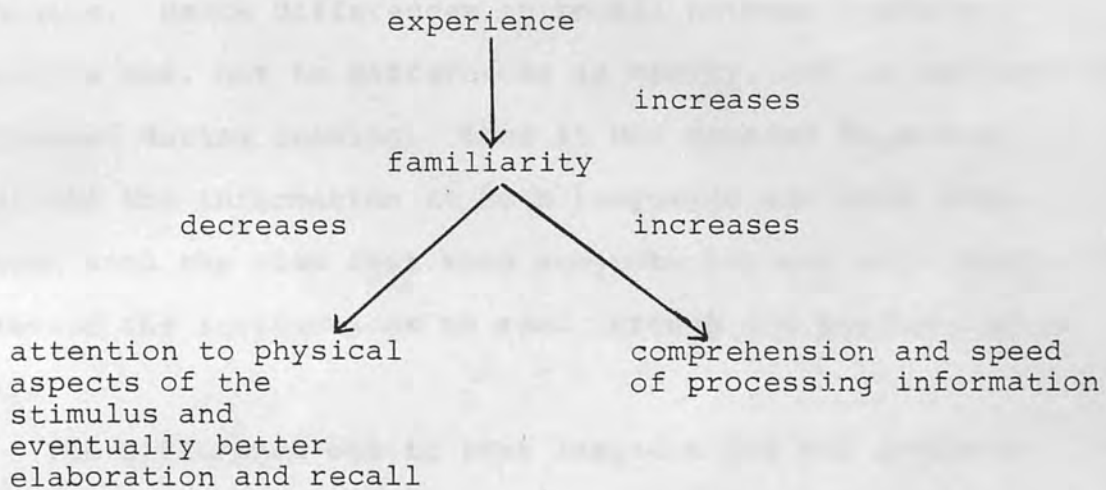 experience
increases
familiarity
decreases increases
attention to physical
aspects of the
stimulus and
eventually better
elaboration and recall
comprehension and speed
of processing information